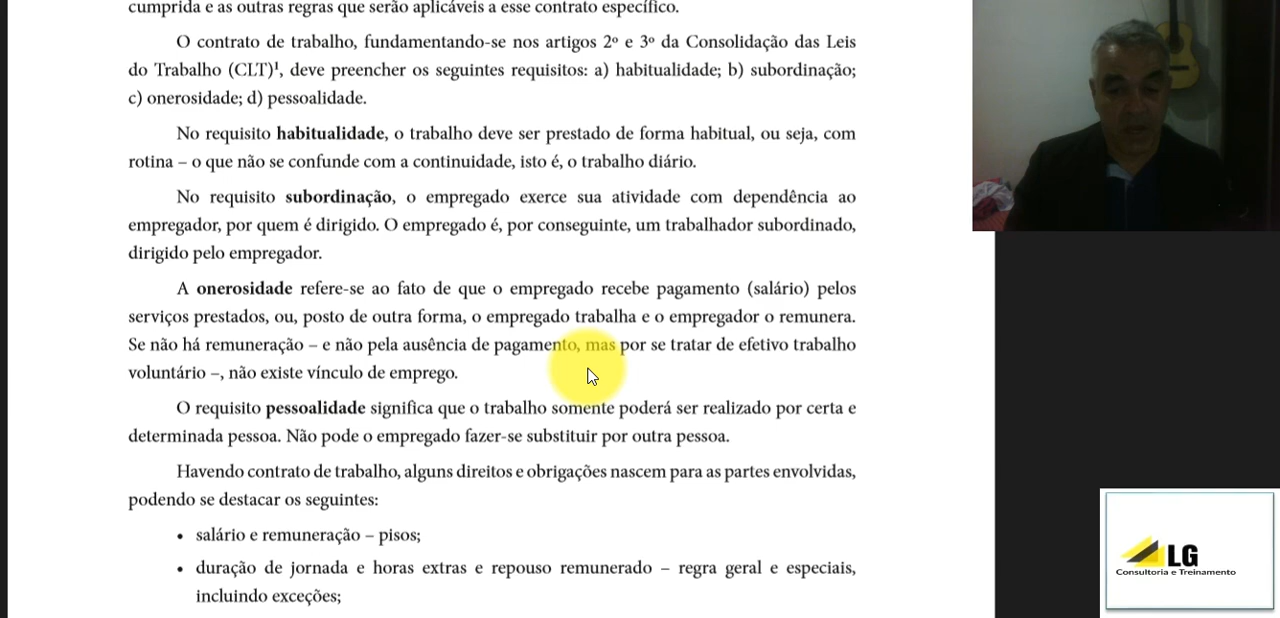 cumprida e as outras regras que serão aplicáveis a esse contrato específico.
O contrato de trabalho, fundamentando-se nos artigos 2º e 3º da Consolidação das Leis
do Trabalho (CLT)¹, deve preencher os seguintes requisitos: a) habitualidade; b) subordinação;
c) onerosidade; d) pessoalidade.
No requisito habitualidade, o trabalho deve ser prestado de forma habitual, ou seja, com
rotina – o que não se confunde com a continuidade, isto é, o trabalho diário.
No requisito subordinação, o empregado exerce sua atividade com dependência ao
empregador, por quem é dirigido. O empregado é, por conseguinte, um trabalhador subordinado,
dirigido pelo empregador.
A onerosidade refere-se ao fato de que o empregado recebe pagamento (salário) pelos
serviços prestados, ou, posto de outra forma, o empregado trabalha e o empregador o remunera.
Se não há remuneração – e não pela ausência de pagamento, mas por se tratar de efetivo trabalho
voluntário –, não existe vínculo de emprego.
O requisito pessoalidade significa que o trabalho somente poderá ser realizado por certa e
determinada pessoa. Não pode o empregado fazer-se substituir por outra pessoa.
Havendo contrato de trabalho, alguns direitos e obrigações nascem para as partes envolvidas,
podendo se destacar os seguintes:
• salário e remuneração – pisos;
• duração de jornada e horas extras e repouso remunerado – regra geral e especiais,
incluindo exceções;
LG
Consultoria e Treinamento